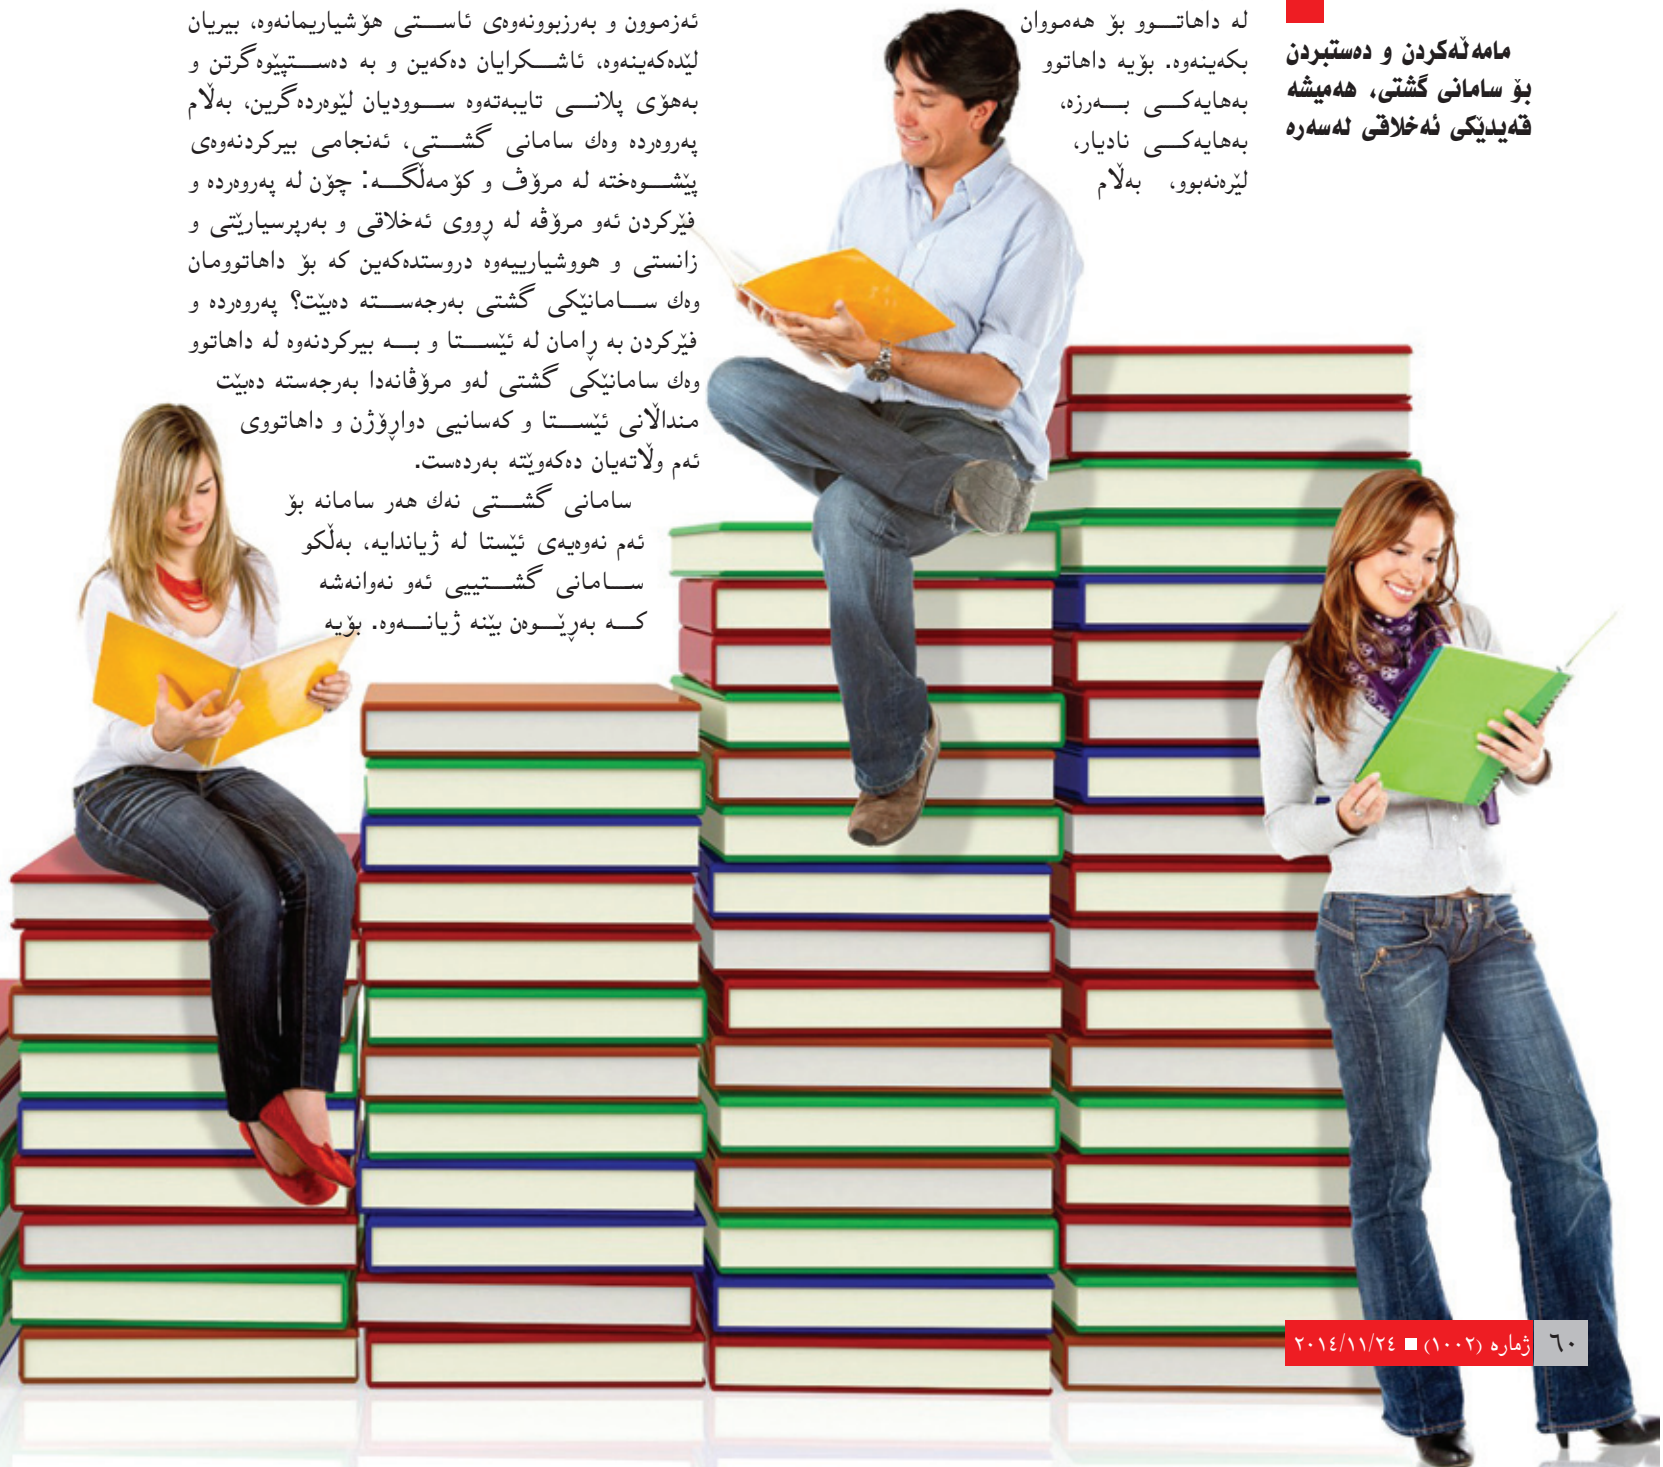 مامەڵەکردن و دەستبردن
بۆ سامانی گشتی، هەمیشە
قەیدێکی ئەخلاقی لەسەرە
لە داهاتوو بۆ هەمووان
بکەینەوە. بۆیە داهاتوو
بەهایەکی بەرزە،
بەهایەکی نادیار،
لێرەنەبوو، بەڵام
ئەزموون و بەرزبوونەوەی ئاستی هۆشیاریمانەوە، بیریان
لێدەکەینەوە، ئاشکرایان دەکەین و بە دەستپێوەگرتن و
بەهۆی پلانی تایبەتەوە سوودیان لێوەردەگرین، بەڵام
پەروەردە وەك سامانی گشتی، ئەنجامی بیرکردنەوەی
پێشوەختە لە مرۆڤ و کۆمەڵگە: چۆن لە پەروەردە و
فێرکردن ئەو مرۆڤە لە ڕووی ئەخلاقی و بەرپرسیارێتی و
زانستی و هووشیارییەوە دروستدەکەین کە بۆ داهاتوومان
وەك سامانێکی گشتی بەرجەستە دەبێت؟ پەروەردە و
فێرکردن بە ڕامان لە ئێستا و بە بیرکردنەوە لە داهاتوو
وەك سامانێکی گشتی لەو مرۆڤانەدا بەرجەستە دەبێت
منداڵانی ئێستا و کەسانیی دواڕۆژن و داهاتووی
ئەم وڵاتەیان دەکەوێتە بەردەست.
سامانی گشتی نەك هەر سامانە بۆ
ئەم نەوەیەی ئێستا لە ژیاندایە، بەڵکو
سامانی گشتییی ئەو نەوانەشە
کە بەڕێوەن بێنە ژیانەوە. بۆیە
٦٠ ژمارە (١٠٠٢) ■ ٢٠١٤/١١/٢٤